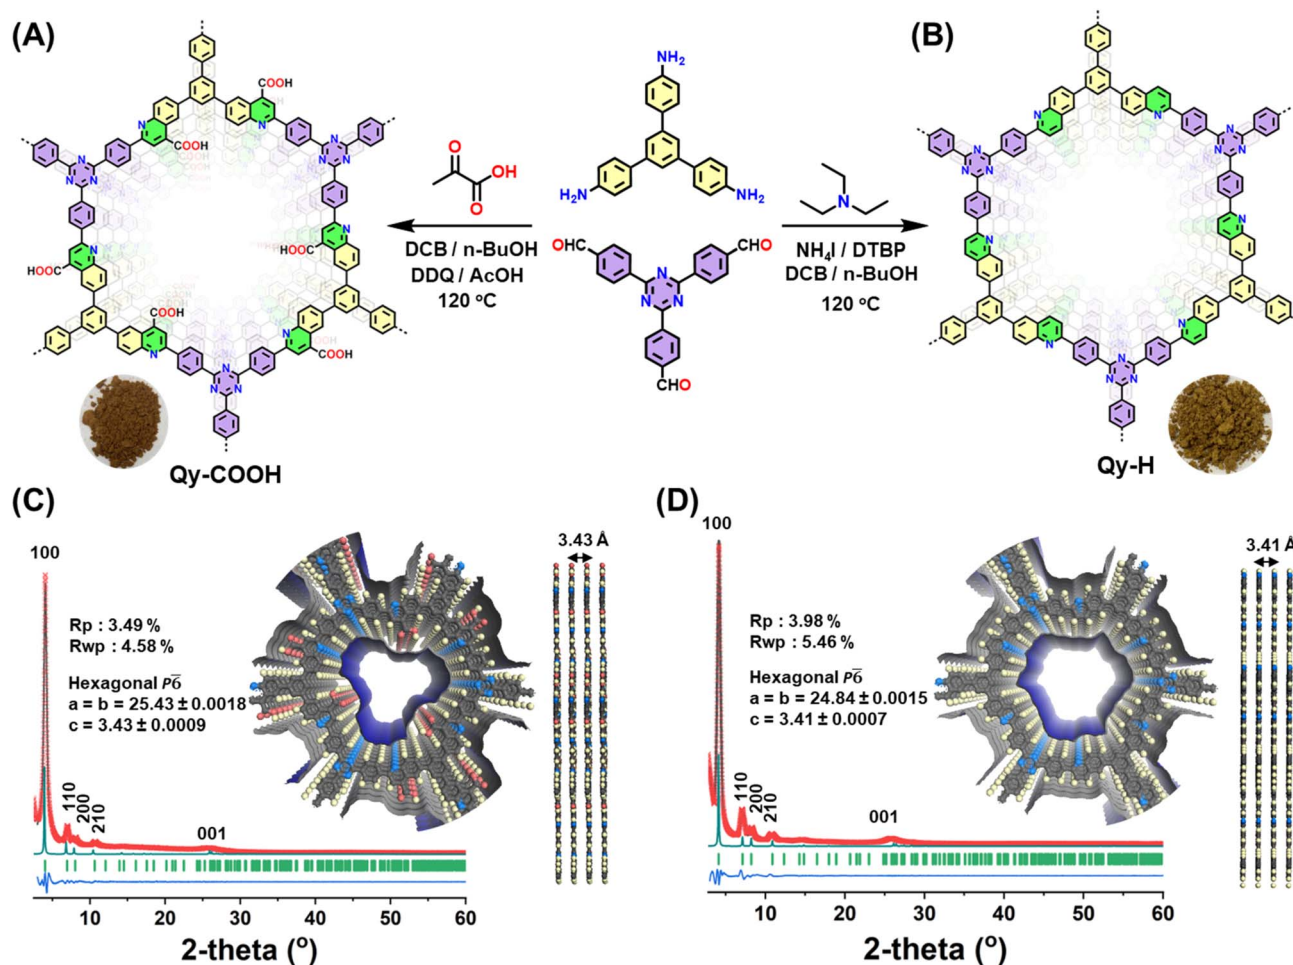 (A)
(B)
COOH
COOH
N
N
N N
N
N N
N
N
N
COOH
N
HOOC
N
N
HOOC
COOH
COOH
N
N
N N
N
O
OH
O
DCB / n-BuOH
DDQ / AcOH
120 °C
NH₂
H₂N
NH₂
OHC
CHO
N
N N
CHO
N
NH₄I / DTBP
DCB / n-BuOH
120 °C
N
N
N
N N
N
N N
N
N
N
N
N
N N
N
Qy-COOH
Qy-H
(C)
(D)
100
Rp : 3.49 %
Rwp : 4.58 %
Hexagonal P6̅
a = b = 25.43 ± 0.0018
c = 3.43 ± 0.0009
110
200
210
001
3.43 Å
10 20 30 40 50 60
2-theta (°)
100
Rp : 3.98 %
Rwp : 5.46 %
Hexagonal P6̅
a = b = 24.84 ± 0.0015
c = 3.41 ± 0.0007
110
200
210
001
3.41 Å
10 20 30 40 50 60
2-theta (°)